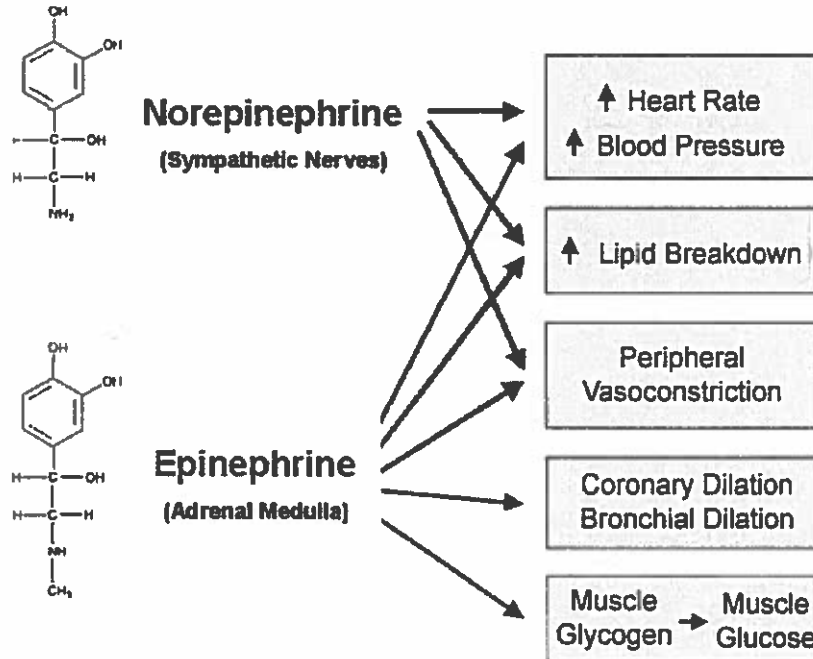 OH
OH
C OH
H C H
NH₂
Norepinephrine
(Sympathetic Nerves)
↑ Heart Rate
↑ Blood Pressure
↑ Lipid Breakdown
Peripheral
Vasoconstriction
OH
OH
H C OH
H C H
NH
CH₃
Epinephrine
(Adrenal Medulla)
Coronary Dilation
Bronchial Dilation
Muscle → Muscle
Glycogen Glucose